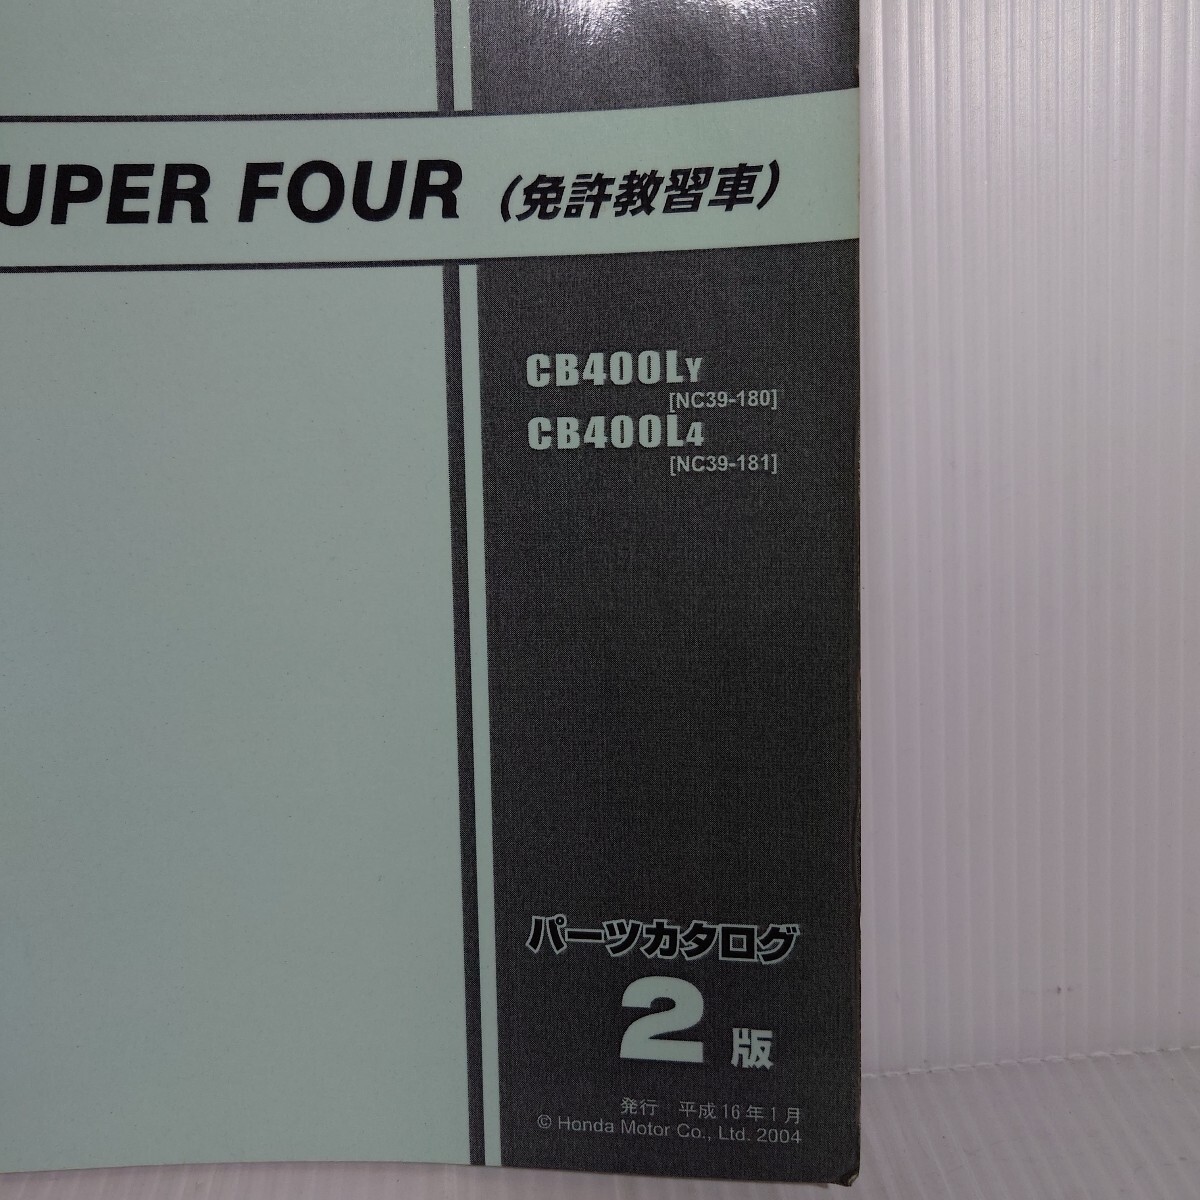 UPER FOUR (免許教習車)
CB400LY
[NC39-180]
CB400L4
[NC39-181]
パーツカタログ
2版
発行 平成16年1月
© Honda Motor Co., Ltd. 2004